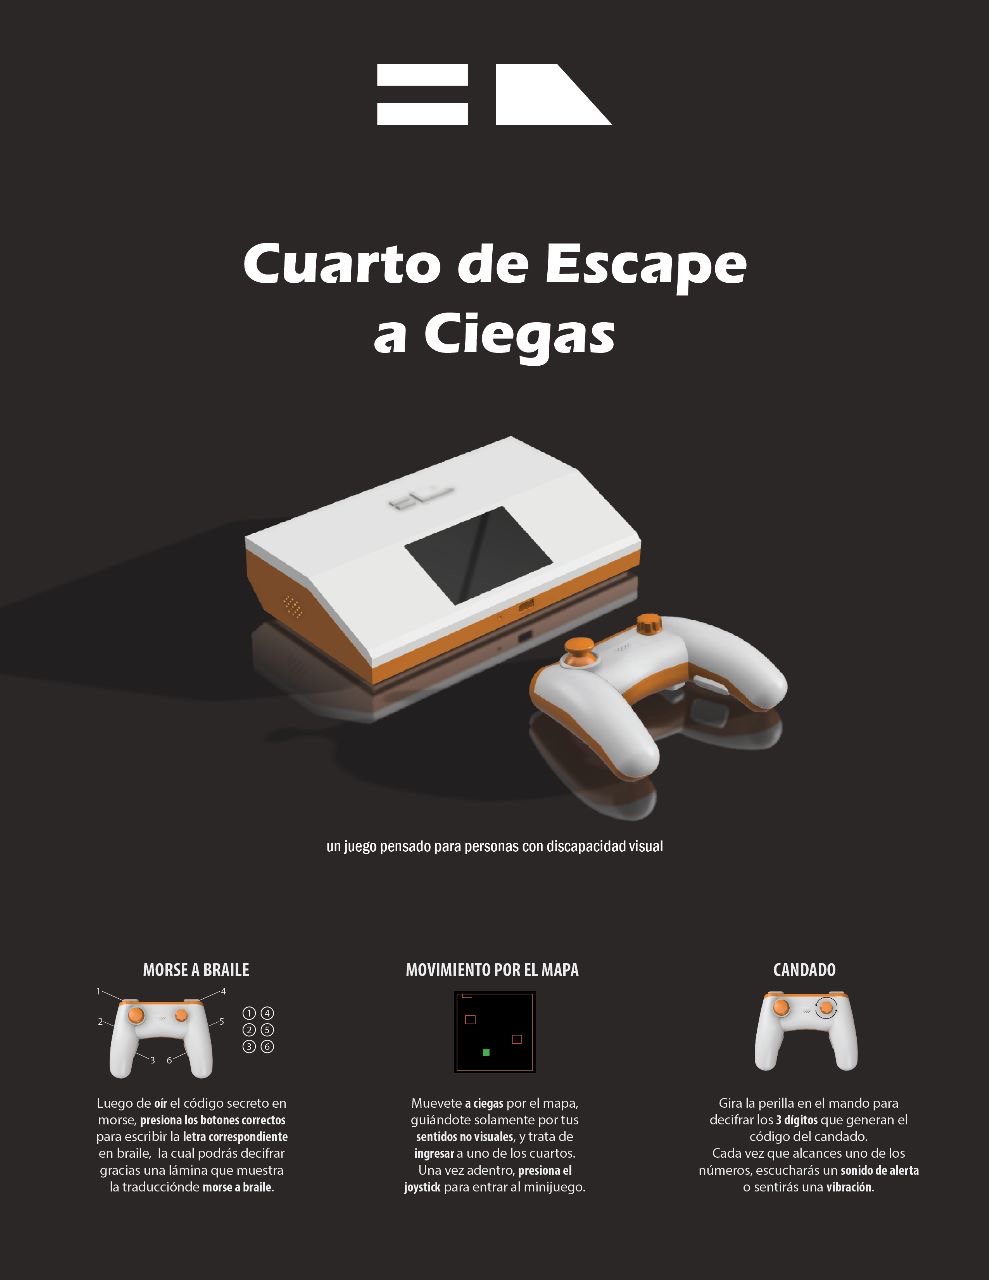 Cuarto de Escape
a Ciegas
un juego pensado para personas con discapacidad visual
MORSE A BRAILE
1
4
2
5
3
6
1 4
2 5
3 6
Luego de oír el código secreto en
morse, presiona los botones correctos
para escribir la letra correspondiente
en braile, la cual podrás decifrar
gracias una lámina que muestra
la traducciónde morse a braile.
MOVIMIENTO POR EL MAPA
Muevete a ciegas por el mapa,
guiándote solamente por tus
sentidos no visuales, y trata de
ingresar a uno de los cuartos.
Una vez adentro, presiona el
joystick para entrar al minijuego.
CANDADO
Gira la perilla en el mando para
decifrar los 3 dígitos que generan el
código del candado.
Cada vez que alcances uno de los
números, escucharás un sonido de alerta
o sentirás una vibración.